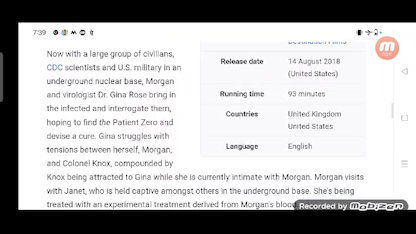 7:39
Now with a large group of civilians,
CDC scientists and U.S. military in an
underground nuclear base, Morgan
and virologist Dr. Gina Rose bring in
the infected and interrogate them,
hoping to find the Patient Zero and
devise a cure. Gina struggles with
tensions between herself, Morgan,
and Colonel Knox, compounded by
Knox being attracted to Gina while she is currently intimate with Morgan. Morgan visits
with Janet, who is held captive amongst others in the underground base. She's being
treated with an experimental treatment derived from Morgan's blood
Destination Films
Release date 14 August 2018
(United States)
Running time 93 minutes
Countries United Kingdom
United States
Language English
Recorded by Mobizen